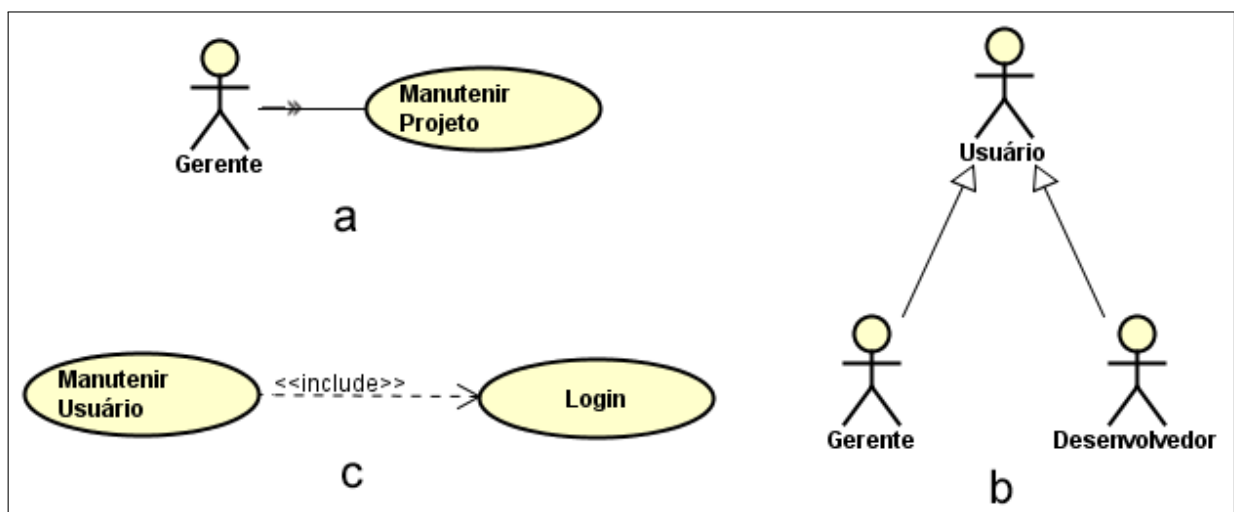 Manutenir
Projeto
Gerente
a
Manutenir
Usuário
<<include>>
Login
c
Usuário
Gerente
Desenvolvedor
b